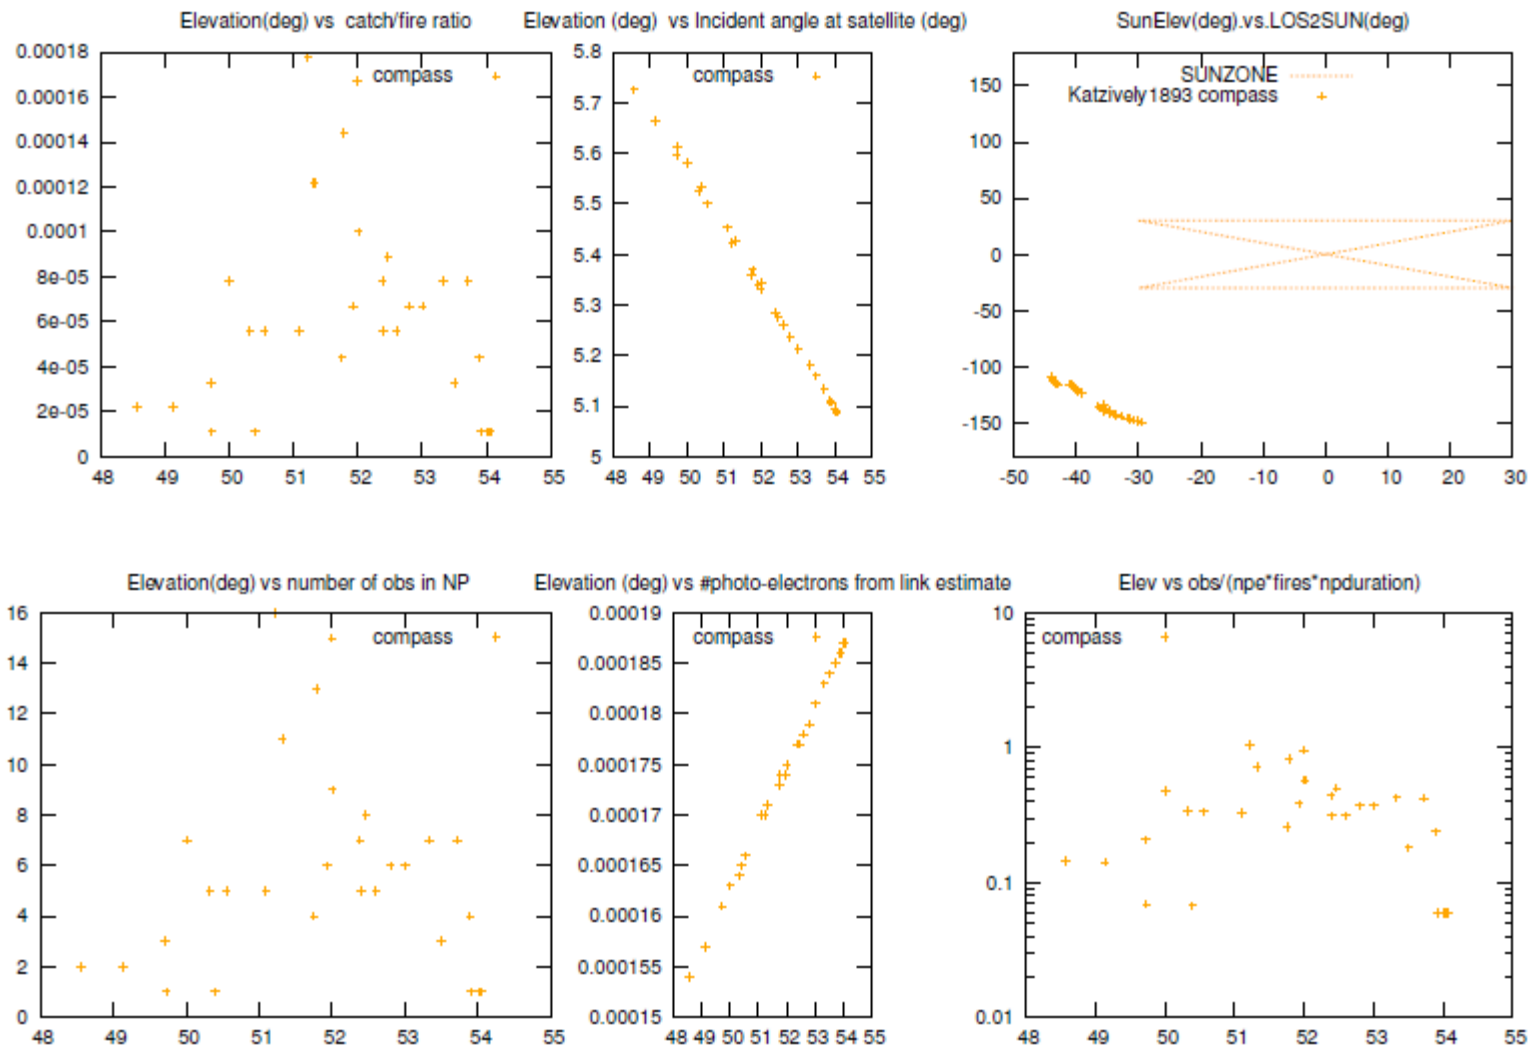 Elevation(deg) vs catch/fire ratio
0.00018
0.00016
0.00014
0.00012
0.0001
8e-05
6e-05
4e-05
2e-05
0
compass
48 49 50 51 52 53 54 55
Elevation (deg) vs Incident angle at satellite (deg)
5.8
5.7
5.6
5.5
5.4
5.3
5.2
5.1
5
compass
48 49 50 51 52 53 54 55
SunElev(deg).vs.LOS2SUN(deg)
150
100
50
0
-50
-100
-150
SUNZONE
Katzively1893 compass
-50 -40 -30 -20 -10 0 10 20 30
Elevation(deg) vs number of obs in NP
16
14
12
10
8
6
4
2
0
compass
48 49 50 51 52 53 54 55
Elevation (deg) vs #photo-electrons from link estimate
0.00019
0.000185
0.00018
0.000175
0.00017
0.000165
0.00016
0.000155
0.00015
compass
48 49 50 51 52 53 54 55
Elev vs obs/(npe*fires*npduration)
10
1
0.1
0.01
compass
48 49 50 51 52 53 54 55